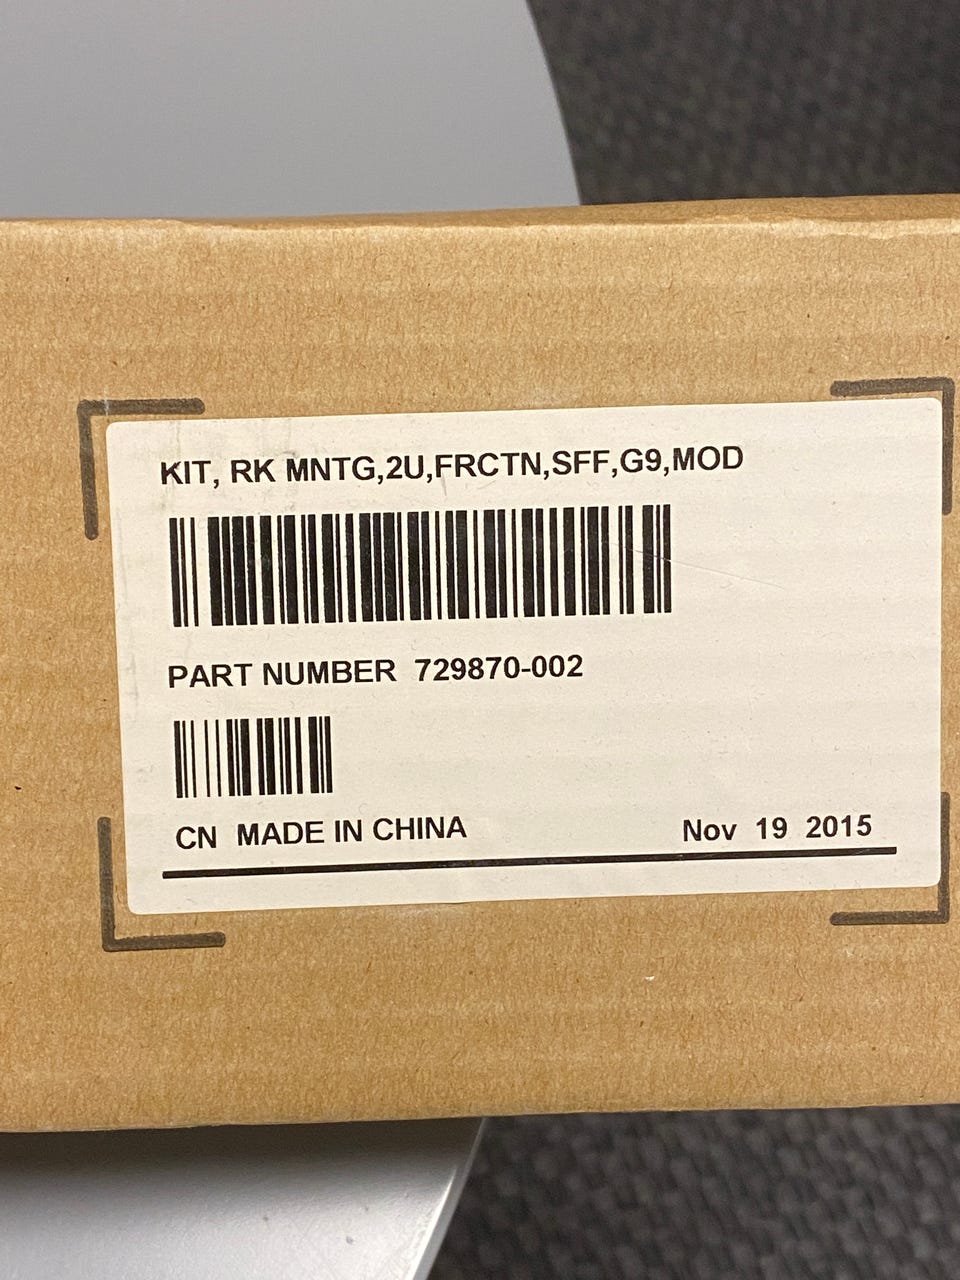 KIT, RK MNTG,2U,FRCTN,SFF,G9,MOD
PART NUMBER 729870-002
CN MADE IN CHINA
Nov 19 2015